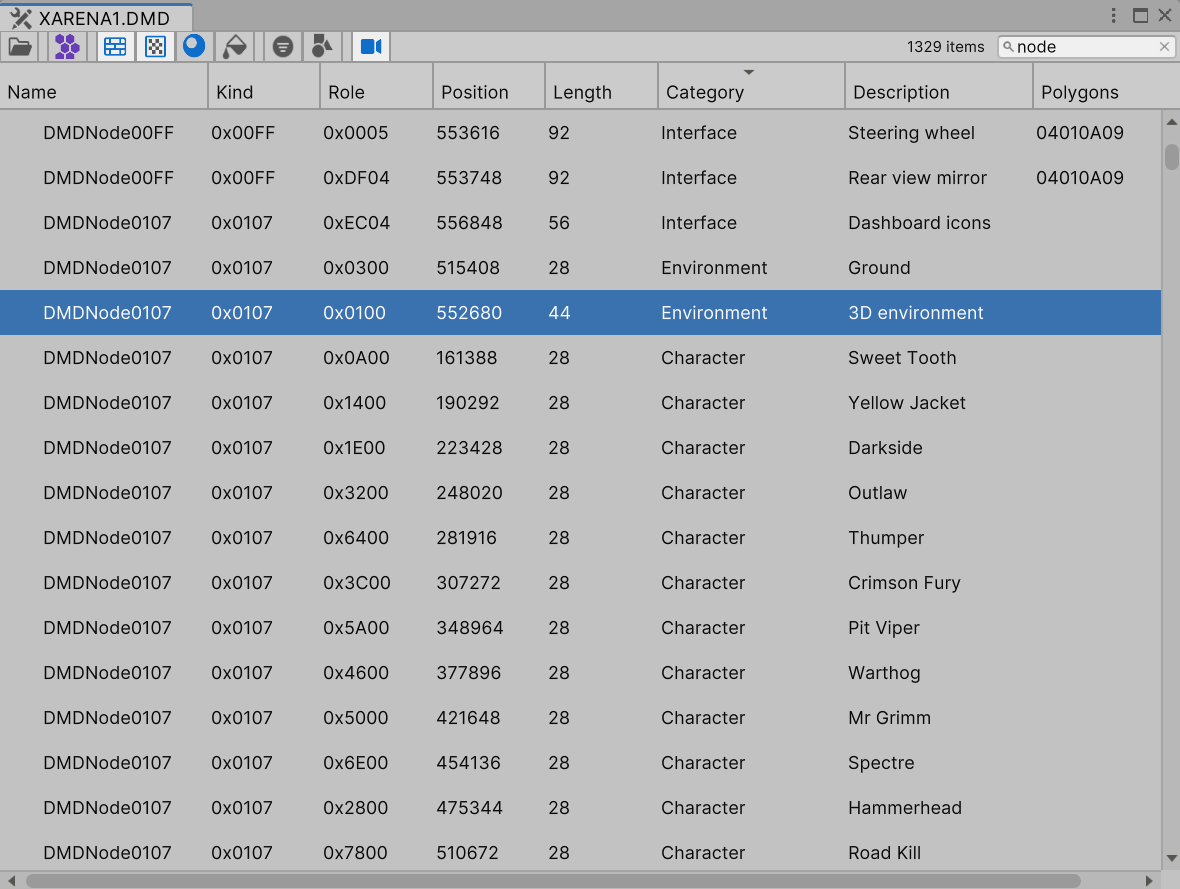 XARENA1.DMD
1329 items node
Name Kind Role Position Length Category Description Polygons
DMDNode00FF 0x00FF 0x0005 553616 92 Interface Steering wheel 04010A09
DMDNode00FF 0x00FF 0xDF04 553748 92 Interface Rear view mirror 04010A09
DMDNode0107 0x0107 0xEC04 556848 56 Interface Dashboard icons
DMDNode0107 0x0107 0x0300 515408 28 Environment Ground
DMDNode0107 0x0107 0x0100 552680 44 Environment 3D environment
DMDNode0107 0x0107 0x0A00 161388 28 Character Sweet Tooth
DMDNode0107 0x0107 0x1400 190292 28 Character Yellow Jacket
DMDNode0107 0x0107 0x1E00 223428 28 Character Darkside
DMDNode0107 0x0107 0x3200 248020 28 Character Outlaw
DMDNode0107 0x0107 0x6400 281916 28 Character Thumper
DMDNode0107 0x0107 0x3C00 307272 28 Character Crimson Fury
DMDNode0107 0x0107 0x5A00 348964 28 Character Pit Viper
DMDNode0107 0x0107 0x4600 377896 28 Character Warthog
DMDNode0107 0x0107 0x5000 421648 28 Character Mr Grimm
DMDNode0107 0x0107 0x6E00 454136 28 Character Spectre
DMDNode0107 0x0107 0x2800 475344 28 Character Hammerhead
DMDNode0107 0x0107 0x7800 510672 28 Character Road Kill